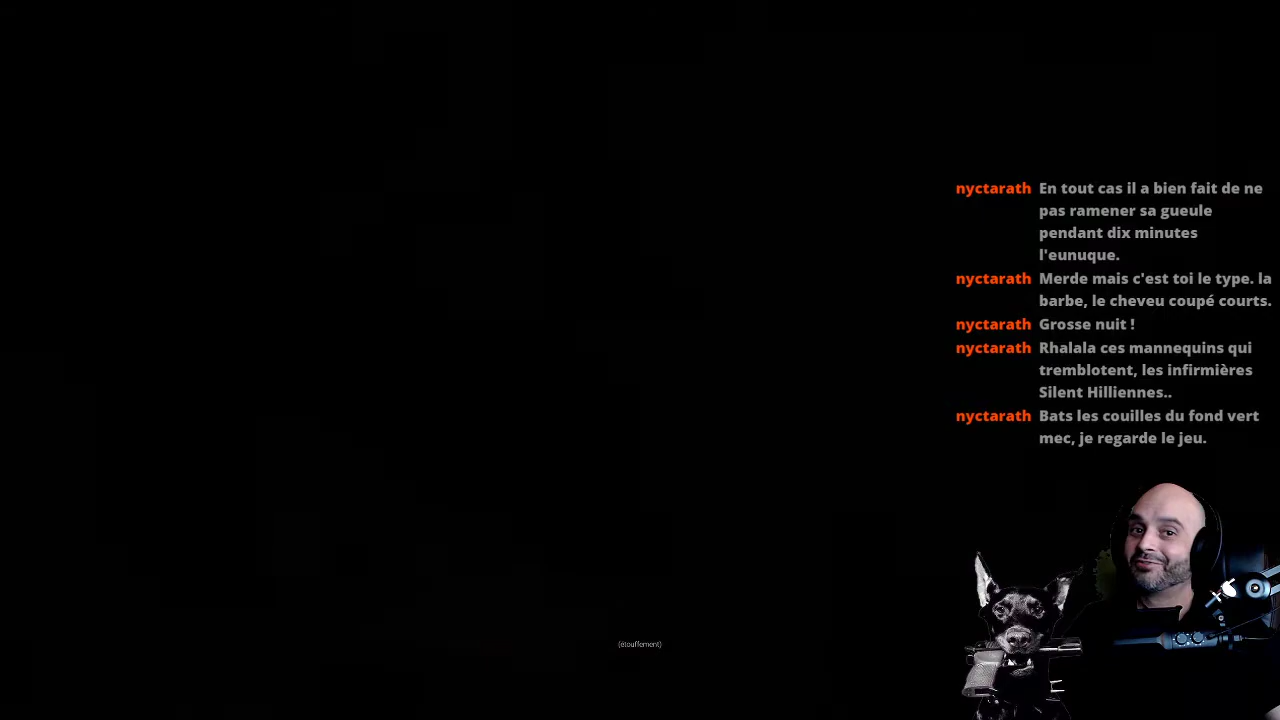 nyctarath En tout cas il a bien fait de ne
pas ramener sa gueule
pendant dix minutes
l'eunuque.
nyctarath Merde mais c'est toi le type. la
barbe, le cheveu coupé courts.
nyctarath Grosse nuit !
nyctarath Rhalala ces mannequins qui
tremblotent, les infirmières
Silent Hilliennes..
nyctarath Bats les couilles du fond vert
mec, je regarde le jeu.
(étouffement)